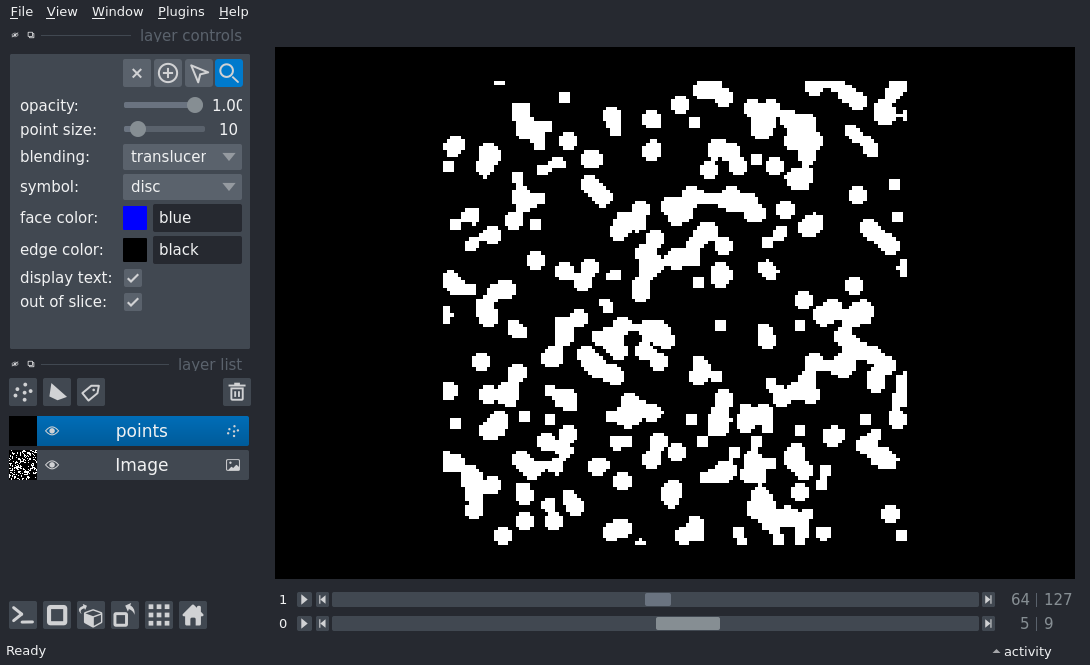 File View Window Plugins Help
layer controls
opacity: 1.00
point size: 10
blending: translucer
symbol: disc
face color: blue
edge color: black
display text:
out of slice:
layer list
points
Image
1 64 | 127
0 5 | 9
Ready activity